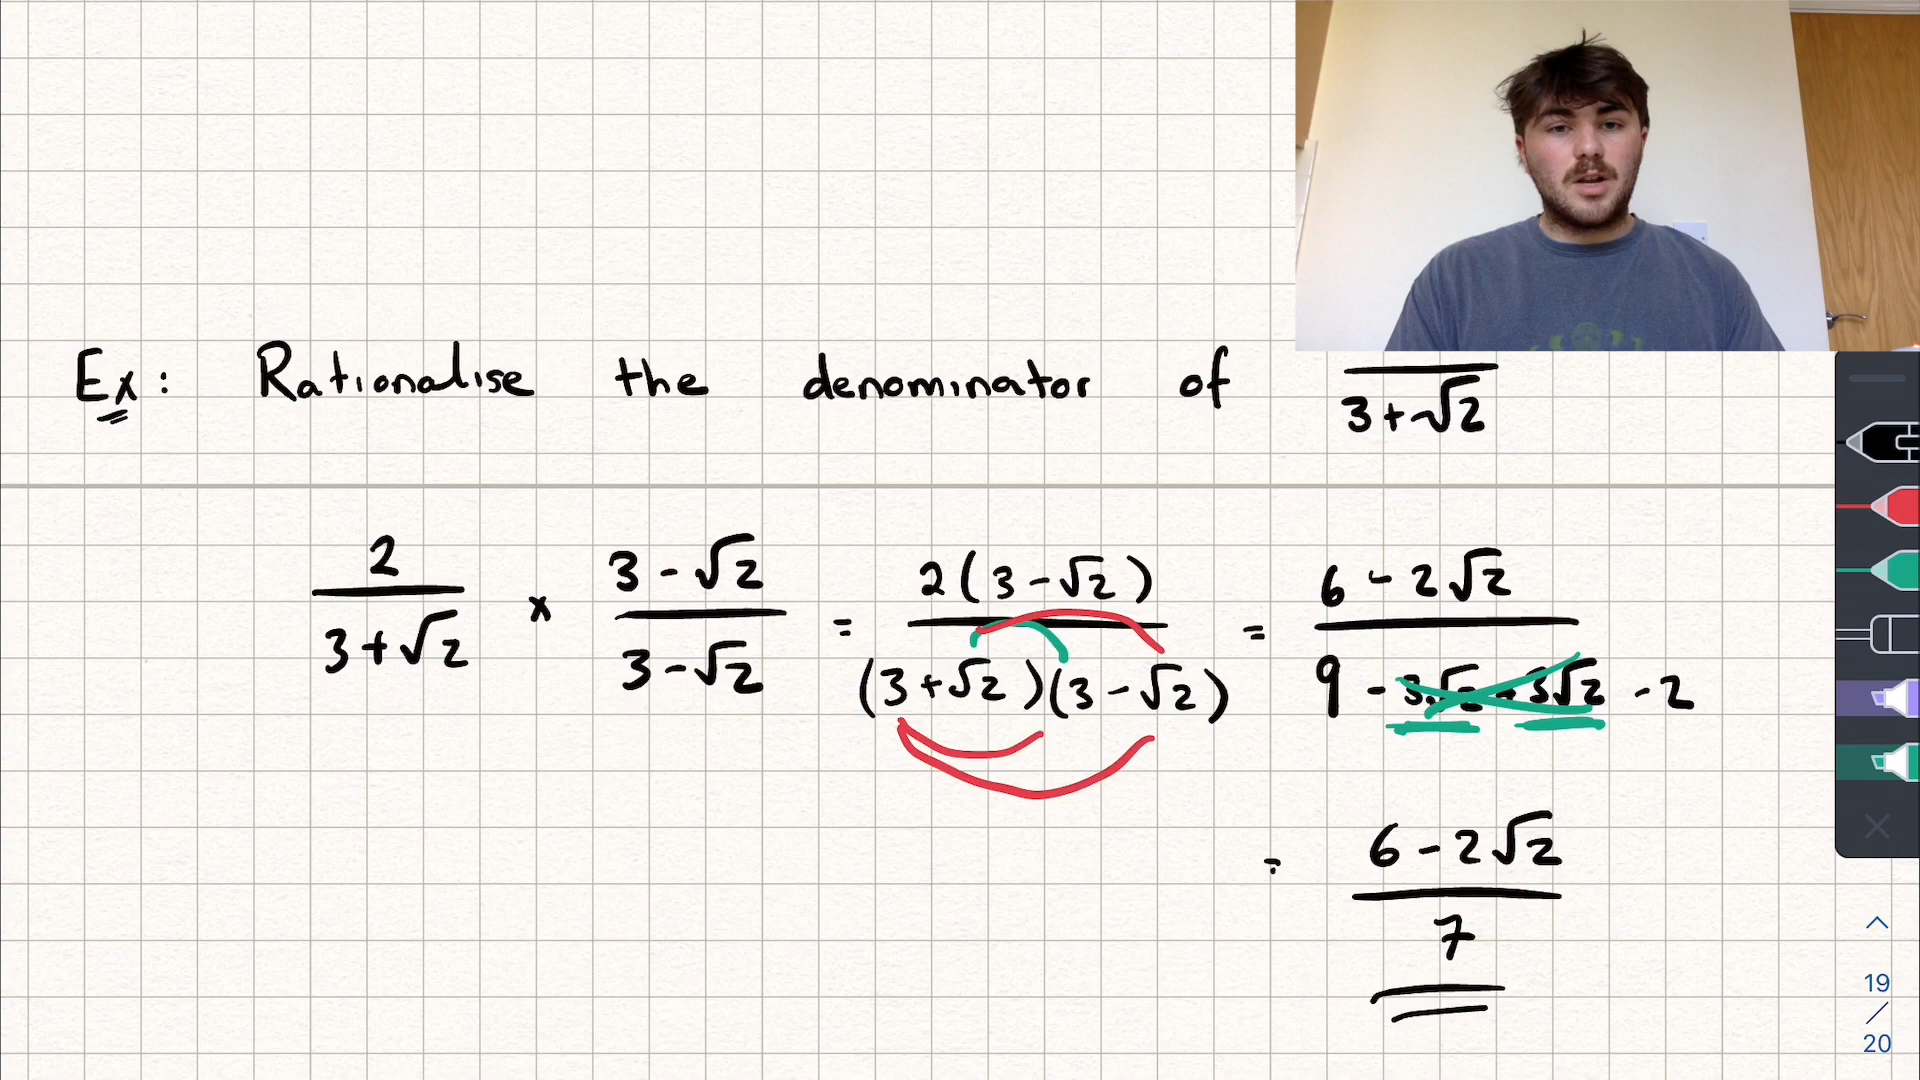 Ex: Rationalise the denominator of
3+√2
2/3+√2 × 3-√2/3-√2 = 2(3-√2)/(3+√2)(3-√2) = 6-2√2/9-3√2+3√2-2
= 6-2√2/7
19
/
20